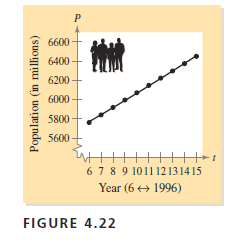 P
Population (in millions)
6600
6400
6200
6000
5800
5600
t
6 7 8 9 10 11 12 13 14 15
Year (6 ↔ 1996)
FIGURE 4.22